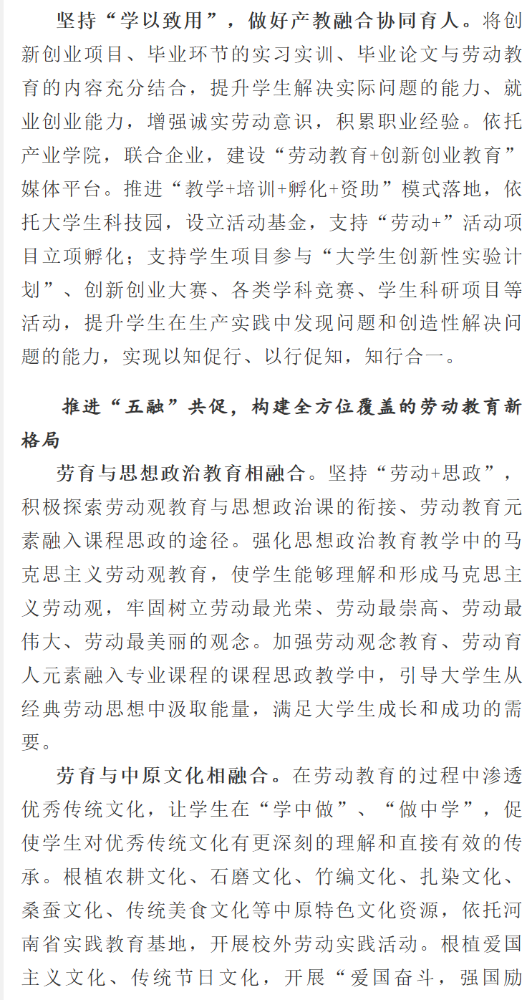 坚持“学以致用”，做好产教融合协同育人。将创
新创业项目、毕业环节的实习实训、毕业论文与劳动教
育的内容充分结合，提升学生解决实际问题的能力、就
业创业能力，增强诚实劳动意识，积累职业经验。依托
产业学院，联合企业，建设“劳动教育+创新创业教育”
媒体平台。推进“教学+培训+孵化+资助”模式落地，依
托大学生科技园，设立活动基金，支持“劳动+”活动项
目立项孵化；支持学生项目参与“大学生创新性实验计
划”、创新创业大赛、各类学科竞赛、学生科研项目等
活动，提升学生在生产实践中发现问题和创造性解决问
题的能力，实现以知促行、以行促知，知行合一。
推进“五融”共促，构建全方位覆盖的劳动教育新
格局
劳育与思想政治教育相融合。坚持“劳动+思政”，
积极探索劳动观教育与思想政治课的衔接、劳动教育元
素融入课程思政的途径。强化思想政治教育教学中的马
克思主义劳动观教育，使学生能够理解和形成马克思主
义劳动观，牢固树立劳动最光荣、劳动最崇高、劳动最
伟大、劳动最美丽的观念。加强劳动观念教育、劳动育
人元素融入专业课程的课程思政教学中，引导大学生从
经典劳动思想中汲取能量，满足大学生成长和成功的需
要。
劳育与中原文化相融合。在劳动教育的过程中渗透
优秀传统文化，让学生在“学中做”、“做中学”，促
使学生对优秀传统文化有更深刻的理解和直接有效的传
承。根植农耕文化、石磨文化、竹编文化、扎染文化、
桑蚕文化、传统美食文化等中原特色文化资源，依托河
南省实践教育基地，开展校外劳动实践活动。根植爱国
主义文化、传统节日文化，开展“爱国奋斗，强国励